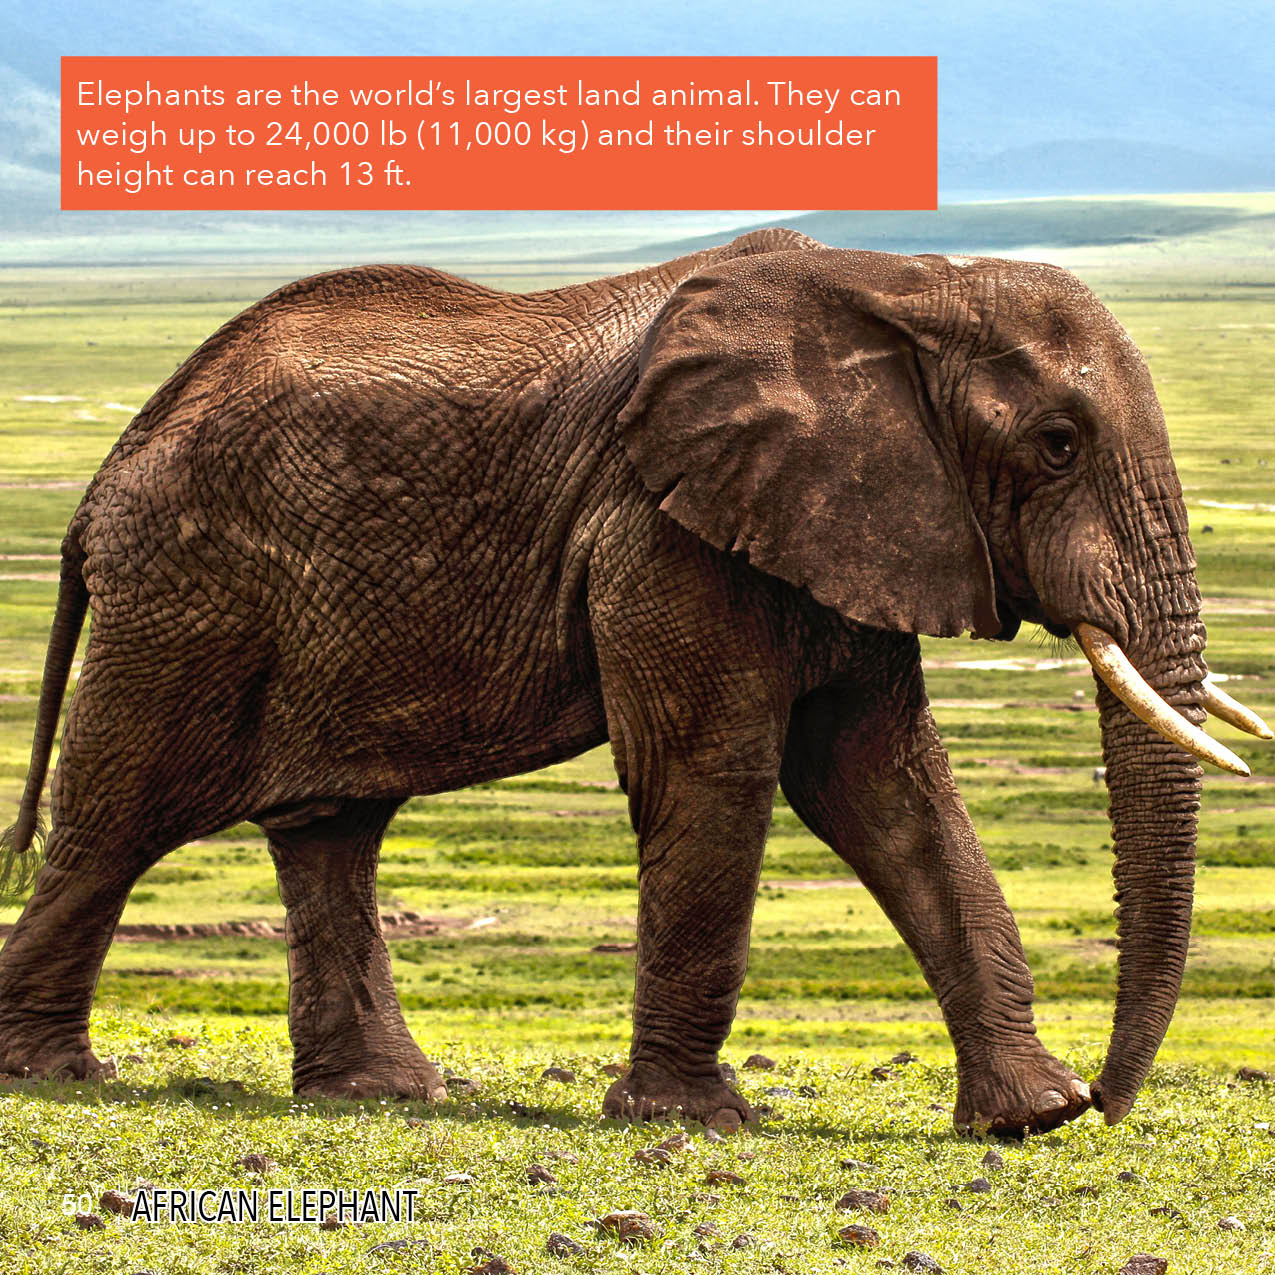 Elephants are the world’s largest land animal. They can
weigh up to 24,000 lb (11,000 kg) and their shoulder
height can reach 13 ft.
50 AFRICAN ELEPHANT